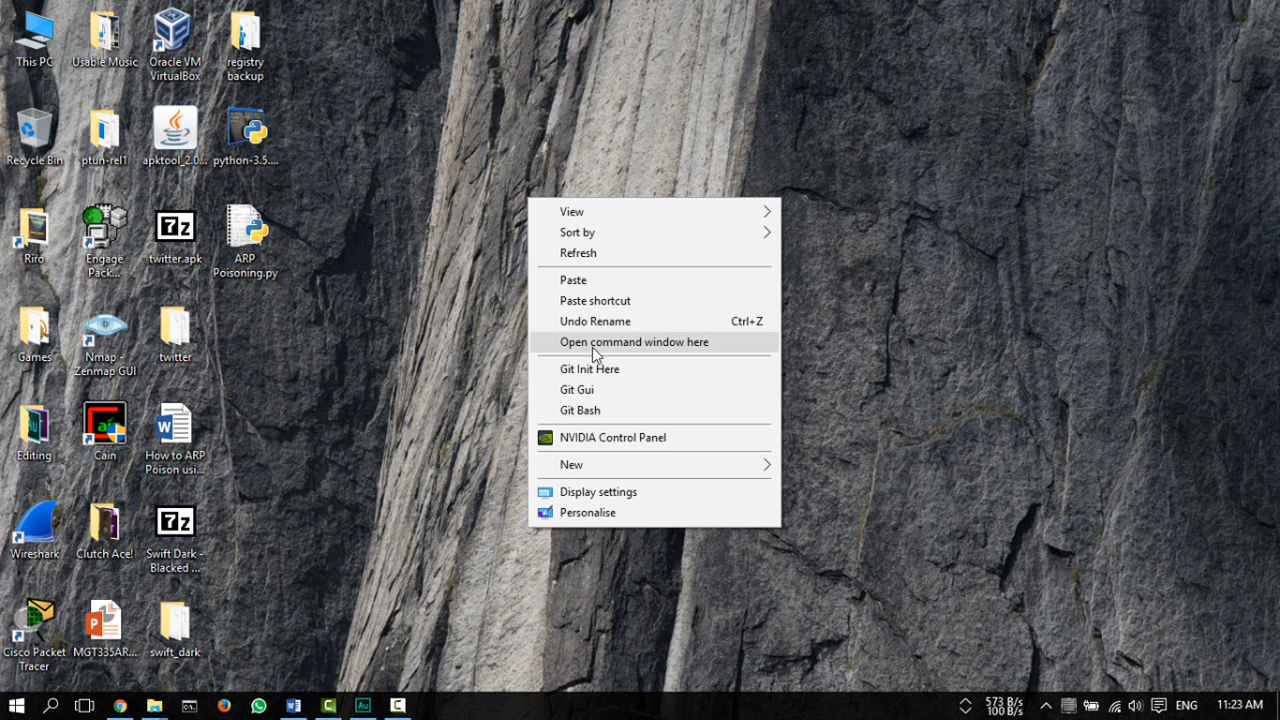 This PC
Usable Music
Oracle VM
VirtualBox
registry
backup
Recycle Bin
ptun-rel1
apktool_2.0...
python-3.5....
Riro
Engage
Pack...
7z
twitter.apk
ARP
Poisoning.py
Games
Nmap -
Zenmap GUI
twitter
Au
Editing
Cain
W
How to ARP
Poison usi...
Wireshark
Clutch Ace!
7z
Swift Dark -
Blacked ...
Cisco Packet
Tracer
P
MGT335AR...
swift_dark
View
Sort by
Refresh
Paste
Paste shortcut
Undo Rename Ctrl+Z
Open command window here
Git Init Here
Git Gui
Git Bash
NVIDIA Control Panel
New
Display settings
Personalise
W
C
Au
C
573 B/s
100 B/s
ENG
11:23 AM